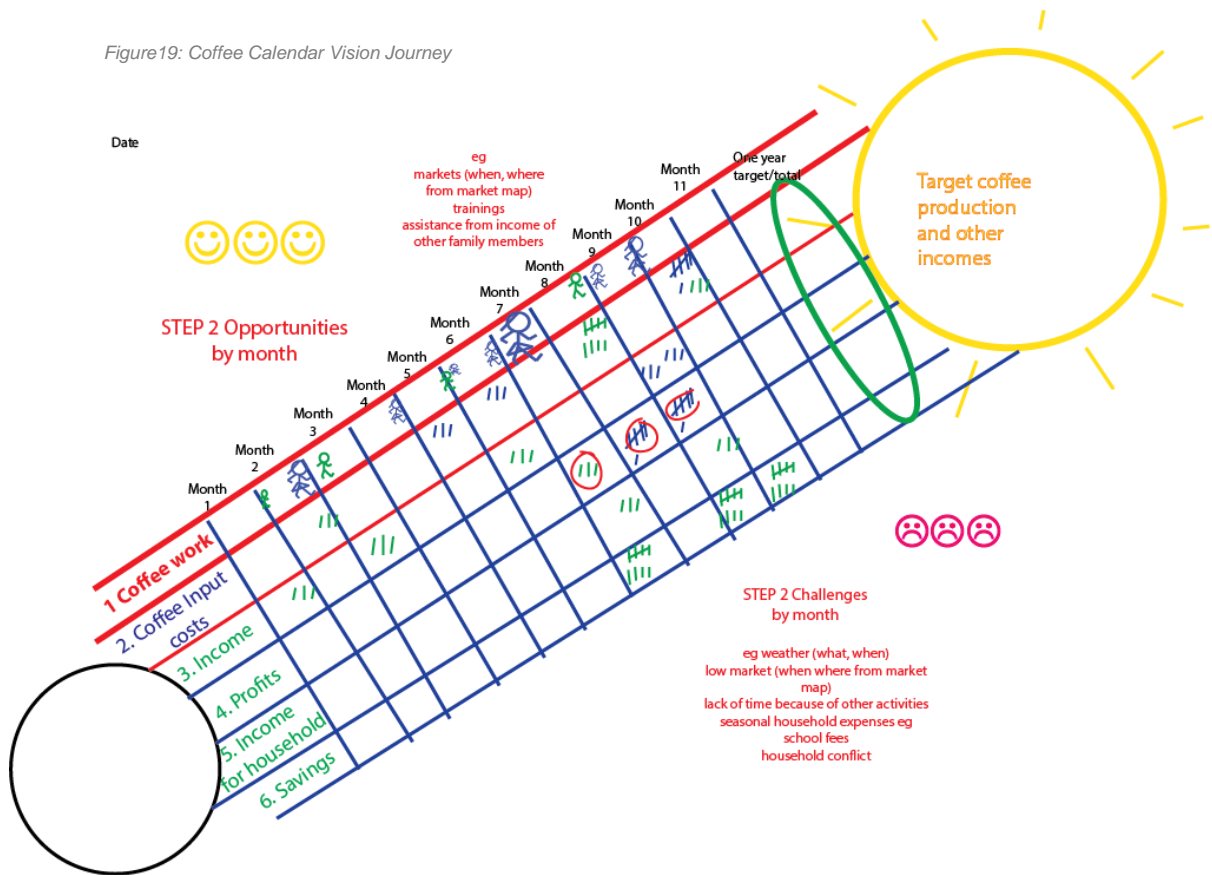 Figure19: Coffee Calendar Vision Journey
Date
eg
markets (when, where
from market map)
trainings
assistance from income of
other family members
STEP 2 Opportunities
by month
Month
1
Month
2
Month
3
Month
4
Month
5
Month
6
Month
7
Month
8
Month
9
Month
10
Month
11
One year
target/total
Target coffee
production
and other
incomes
1 Coffee work
2. Coffee Input
costs
3. Income
4. Profits
5. Income
for household
6. Savings
STEP 2 Challenges
by month
eg weather (what, when)
low market (when where from market
map)
lack of time because of other activities
seasonal household expenses eg
school fees
household conflict